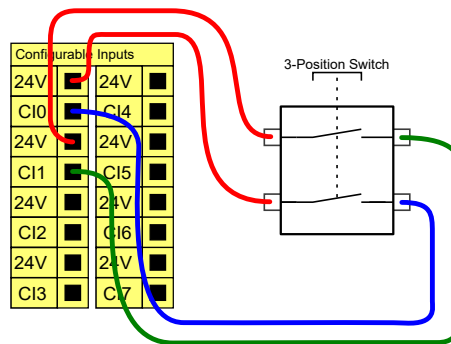 Configurable Inputs
3-Position Switch
24V 24V
CI0 CI4
24V 24V
CI1 CI5
24V 24V
CI2 CI6
24V 24V
CI3 CI7